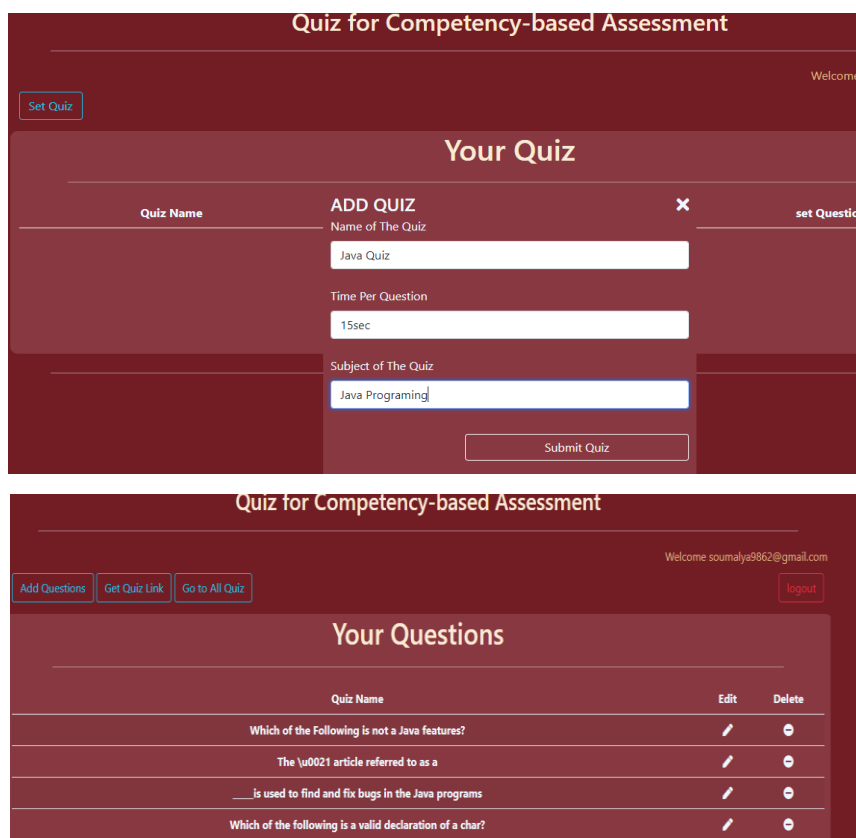 Quiz for Competency-based Assessment
Welcome
Set Quiz
Your Quiz
Quiz Name
set Questio
ADD QUIZ
Name of The Quiz
Java Quiz
Time Per Question
15sec
Subject of The Quiz
Java Programing
Submit Quiz
Quiz for Competency-based Assessment
Welcome soumalya9862@gmail.com
Add Questions Get Quiz Link Go to All Quiz logout
Your Questions
Quiz Name Edit Delete
Which of the Following is not a Java features?
The \u0021 article referred to as a
____is used to find and fix bugs in the Java programs
Which of the following is a valid declaration of a char?